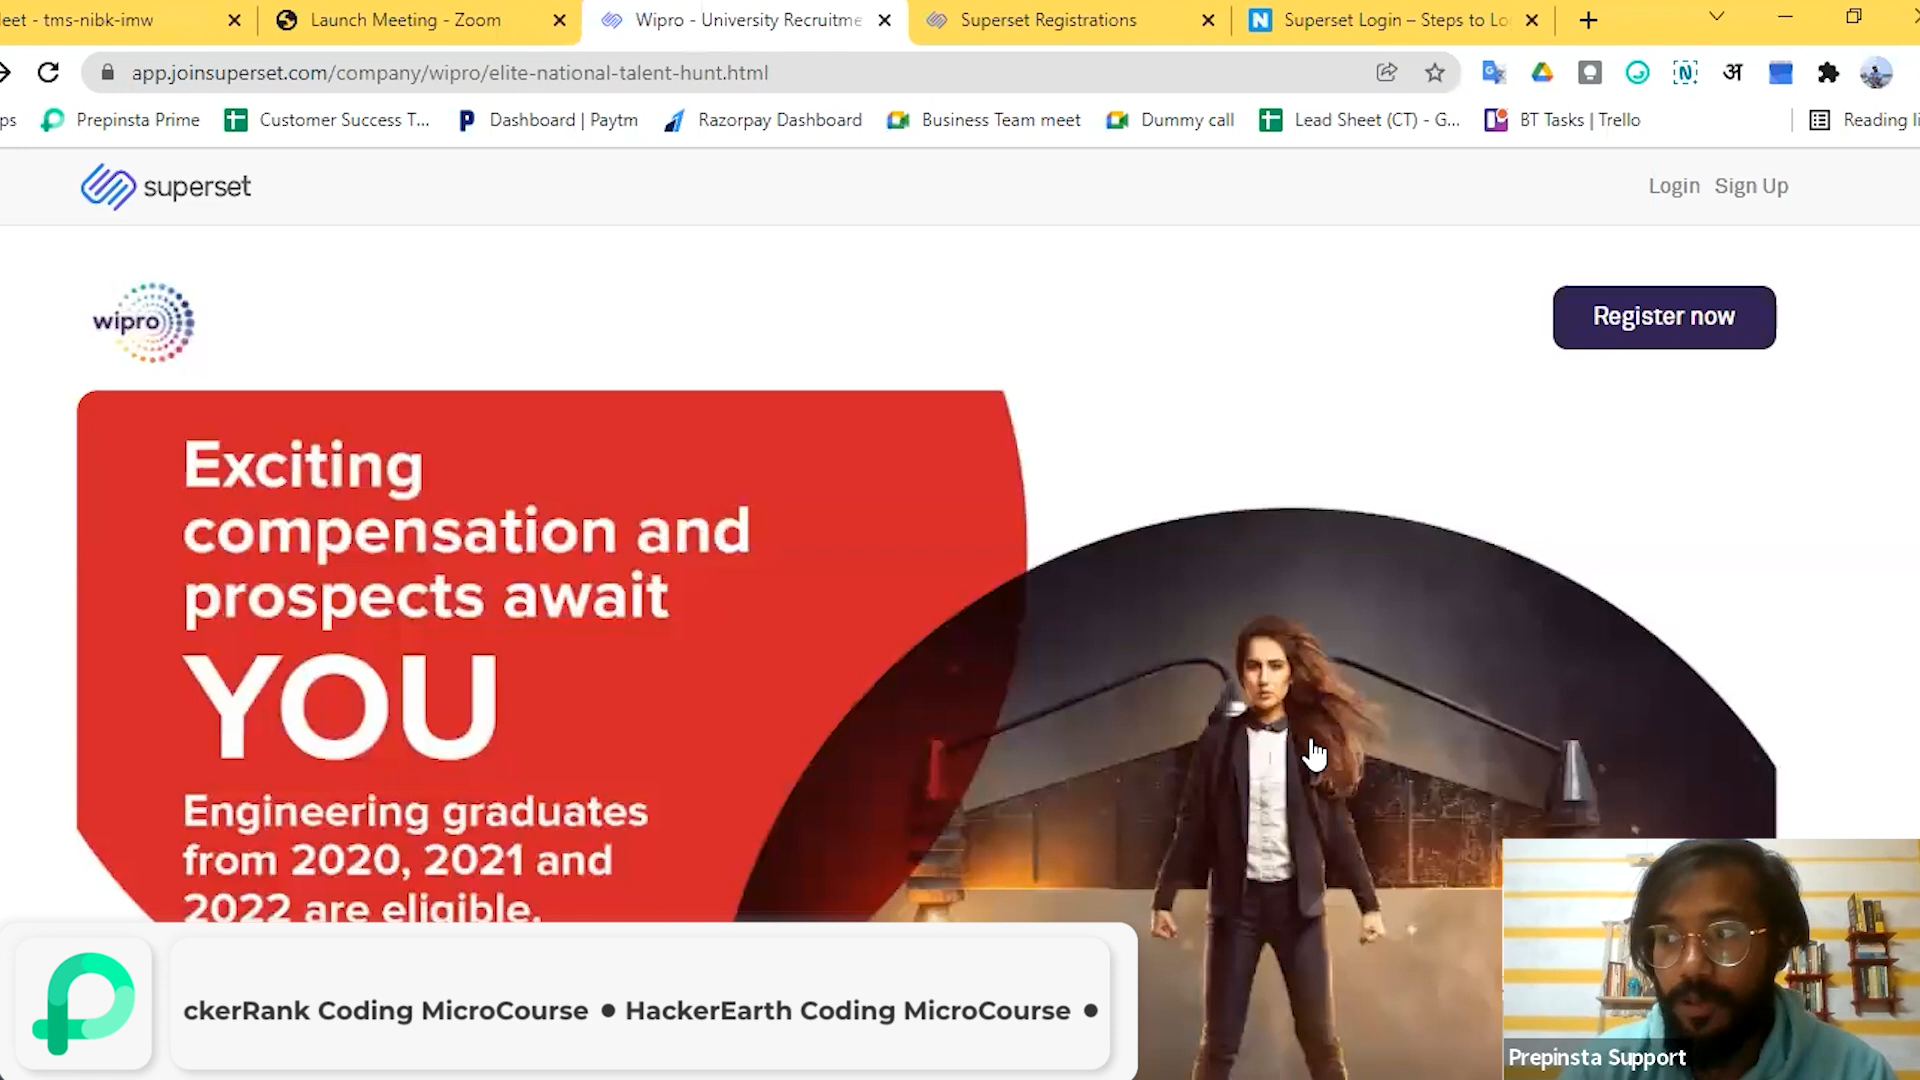 leet - tms-nibk-imw
Launch Meeting - Zoom
Wipro - University Recruitme
Superset Registrations
Superset Login – Steps to Lo
app.joinsuperset.com/company/wipro/elite-national-talent-hunt.html
ps
Prepinsta Prime
Customer Success T...
Dashboard | Paytm
Razorpay Dashboard
Business Team meet
Dummy call
Lead Sheet (CT) - G...
BT Tasks | Trello
Reading li
superset
Login
Sign Up
wipro
Register now
Exciting
compensation and
prospects await
YOU
Engineering graduates
from 2020, 2021 and
2022 are eligible.
ckerRank Coding MicroCourse ● HackerEarth Coding MicroCourse ●
Prepinsta Support